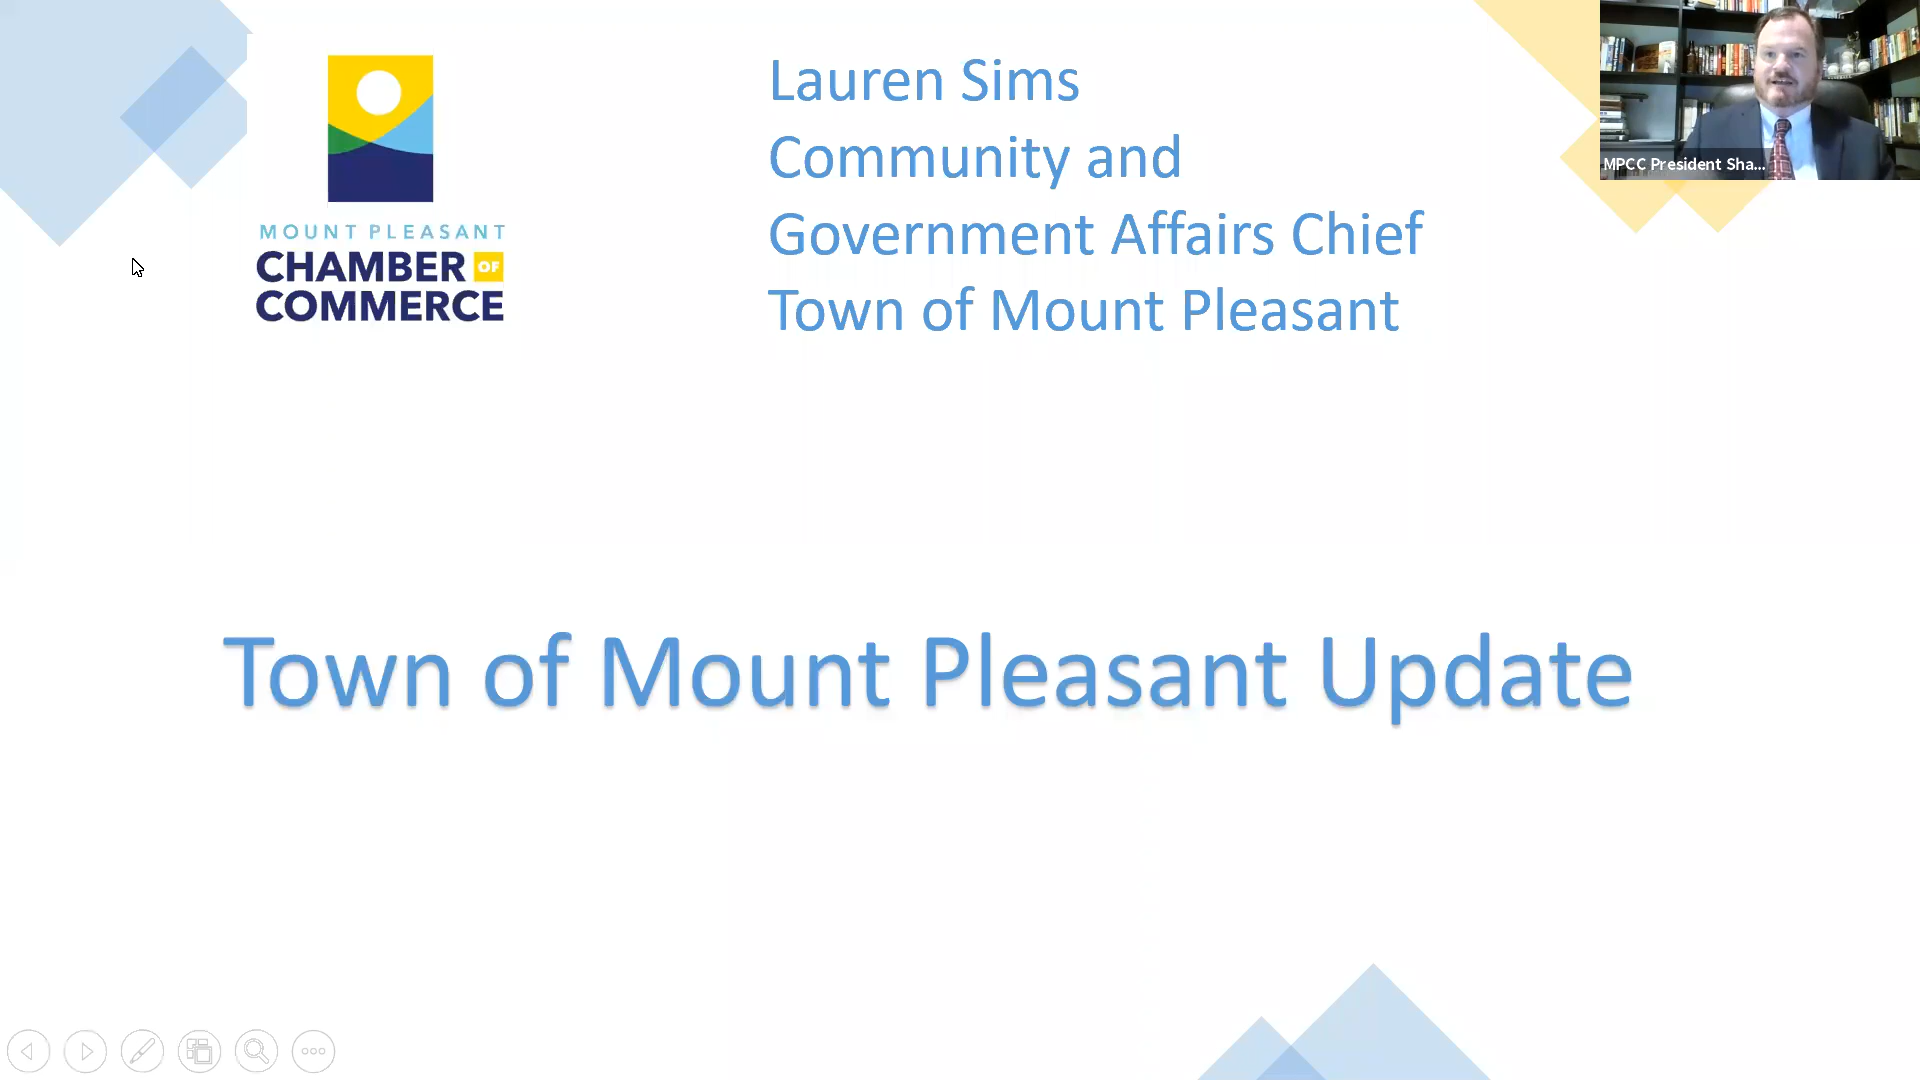 MOUNT PLEASANT
CHAMBER OF
COMMERCE
Lauren Sims
Community and
Government Affairs Chief
Town of Mount Pleasant
MPCC President Sha...
Town of Mount Pleasant Update